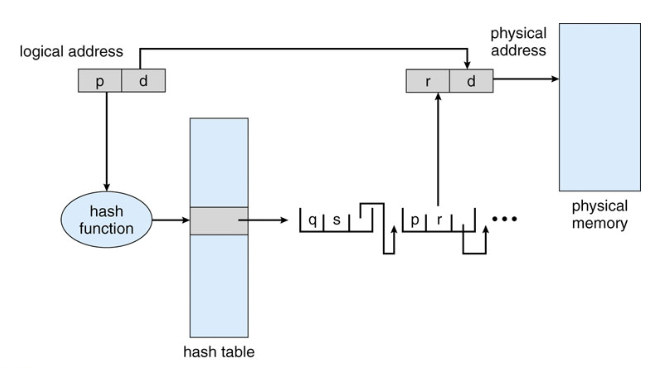 logical address
p d
physical
address
r d
hash
function
q s
p r
•••
physical
memory
hash table